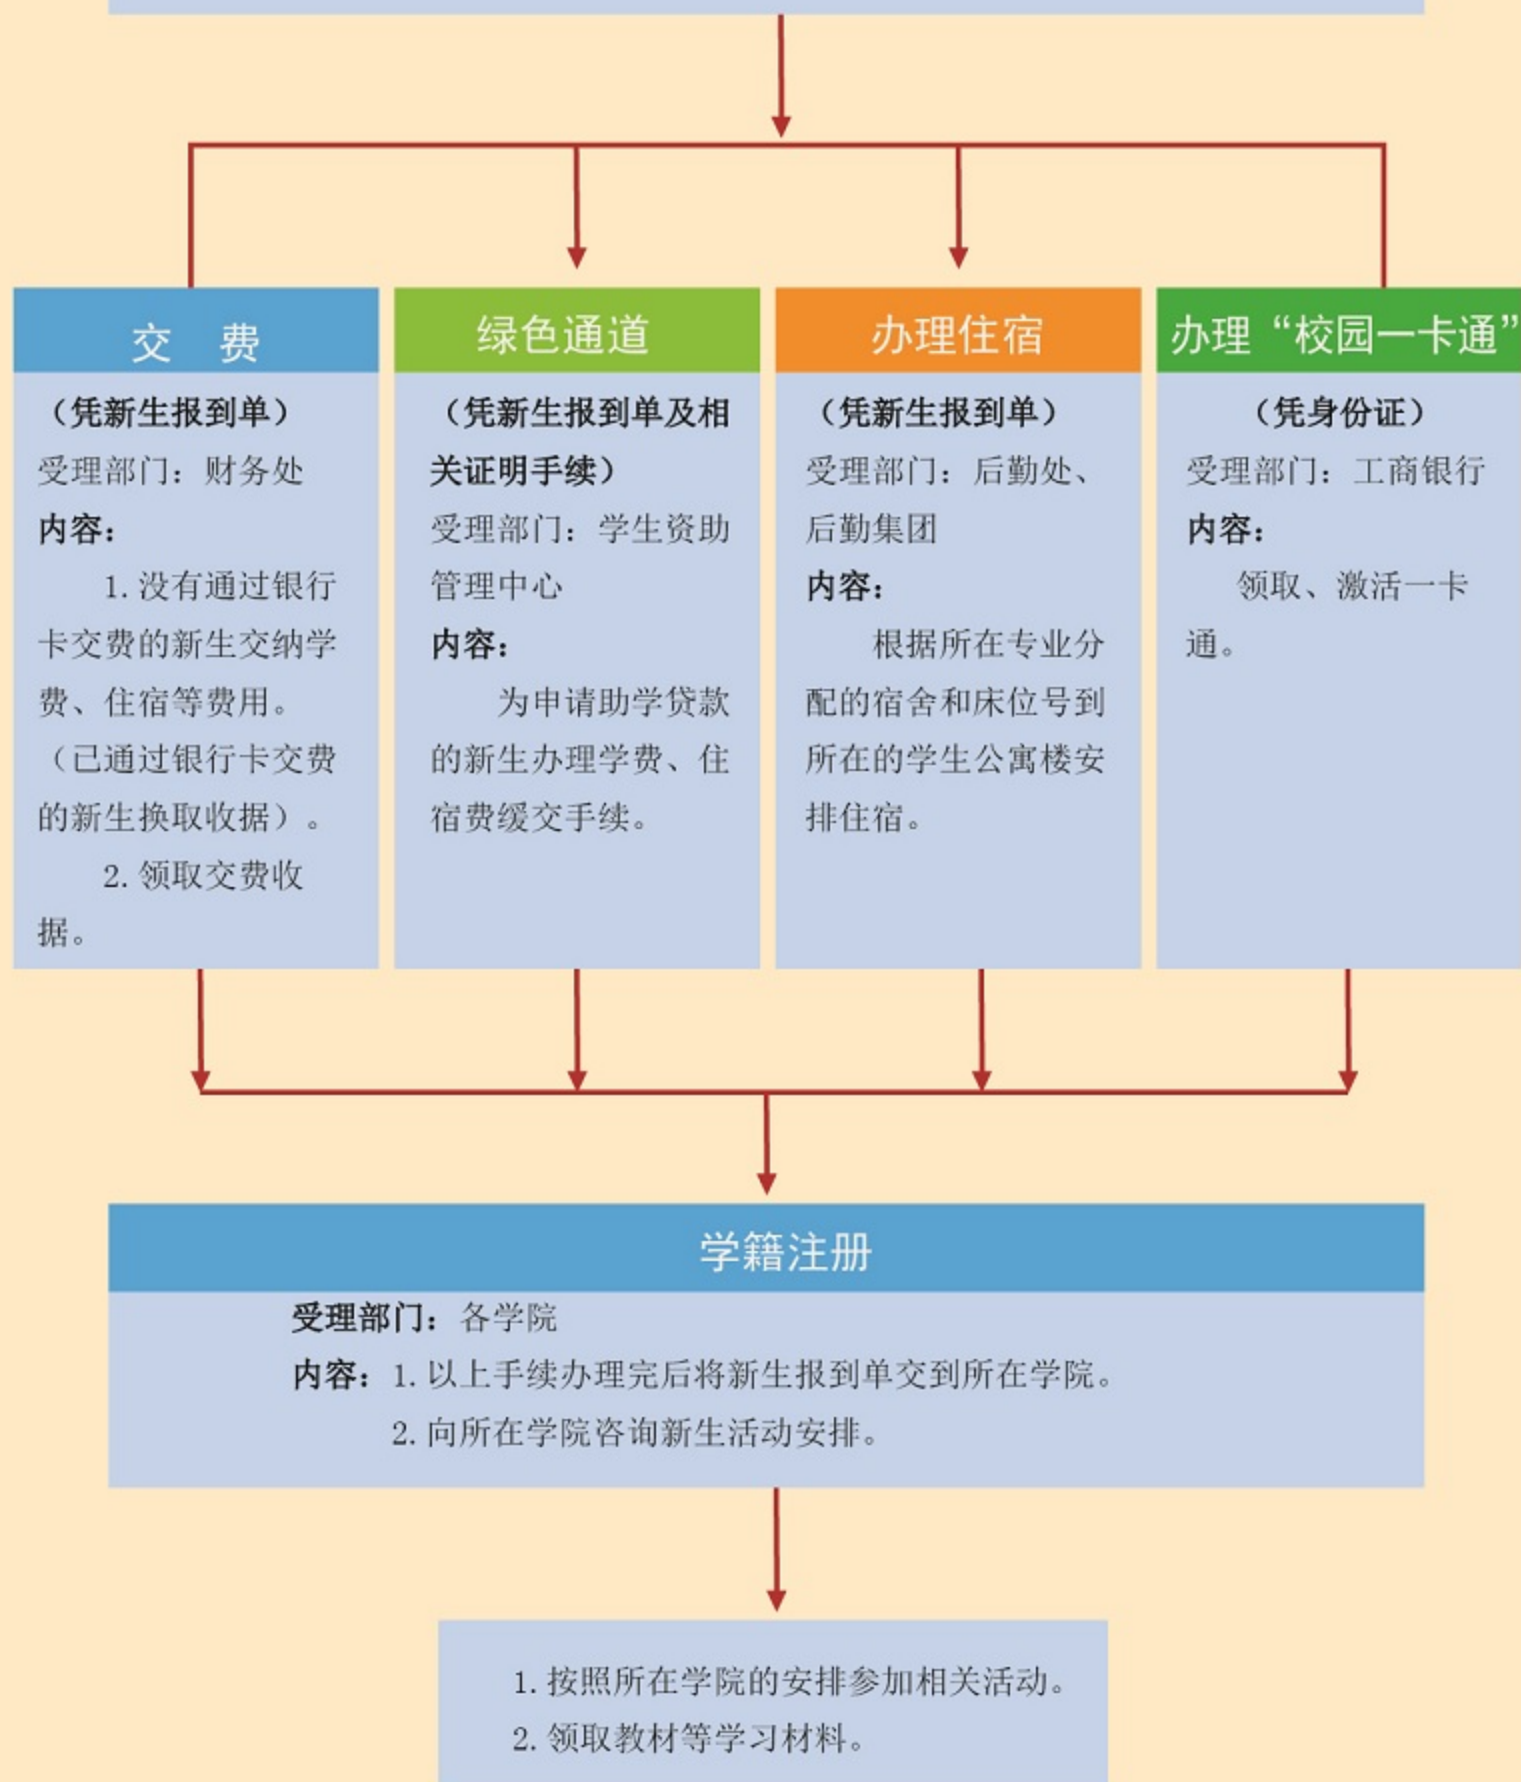 交 费
（凭新生报到单）
受理部门：财务处
内容：
1.没有通过银行
卡交费的新生交纳学
费、住宿等费用。
（已通过银行卡交费
的新生换取收据）。
2.领取交费收
据。
绿色通道
（凭新生报到单及相
关证明手续）
受理部门：学生资助
管理中心
内容：
为申请助学贷款
的新生办理学费、住
宿费缓交手续。
办理住宿
（凭新生报到单）
受理部门：后勤处、
后勤集团
内容：
根据所在专业分
配的宿舍和床位号到
所在的学生公寓楼安
排住宿。
办理“校园一卡通”
（凭身份证）
受理部门：工商银行
内容：
领取、激活一卡
通。
学籍注册
受理部门：各学院
内容：1.以上手续办理完后将新生报到单交到所在学院。
2.向所在学院咨询新生活动安排。
1.按照所在学院的安排参加相关活动。
2.领取教材等学习材料。